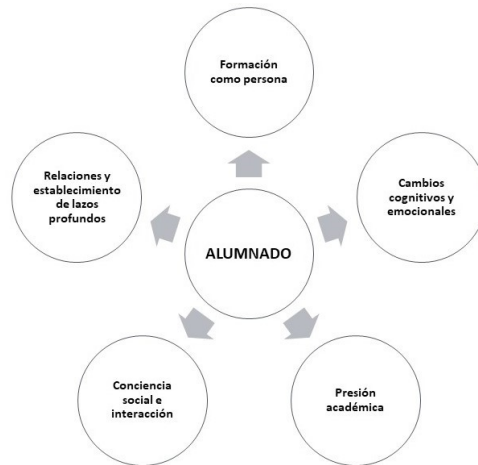 Formación
como persona
Relaciones y
establecimiento
de lazos
profundos
Cambios
cognitivos y
emocionales
ALUMNADO
Conciencia
social e
interacción
Presión
académica